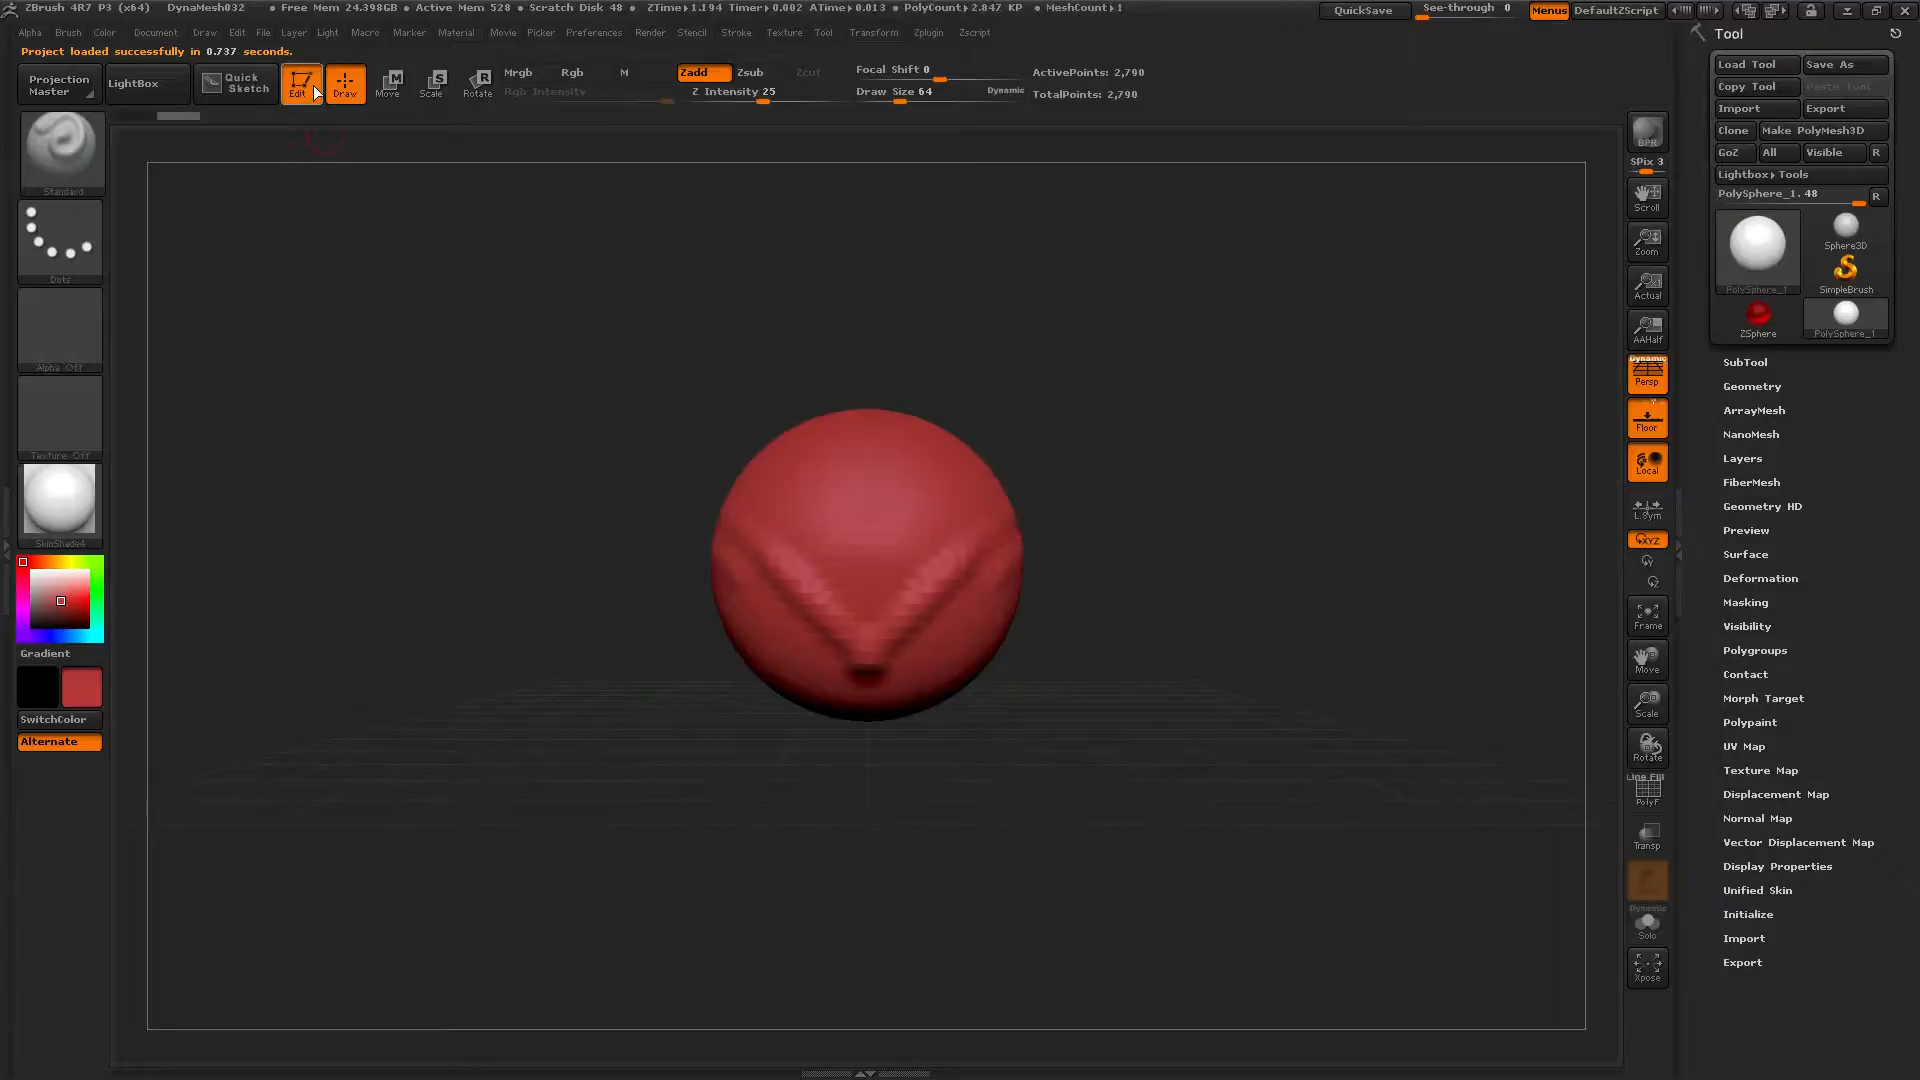 ZBrush 4R7 P3 (x64) DynaMesh032 • Free Mem 24.398GB • Active Mem 528 • Scratch Disk 48 • ZTime▸1.194 Timer▸0.002 ATime▸0.013 • PolyCount▸2.847 KP • MeshCount▸1 QuickSave See-through 0 Menus DefaultZScript
Alpha Brush Color Document Draw Edit File Layer Light Macro Marker Material Movie Picker Preferences Render Stencil Stroke Texture Tool Transform Zplugin Zscript
Project loaded successfully in 0.737 seconds.
Projection Master
LightBox
Quick Sketch
Edit
Draw
Move
Scale
Rotate
Mrgb Rgb M
Rgb Intensity
Zadd Zsub Zcut
Z Intensity 25
Focal Shift 0
Draw Size 64 Dynamic
ActivePoints: 2,790
TotalPoints: 2,790
Standard
Dots
Alpha Off
Texture Off
SkinShade4
Gradient
SwitchColor
Alternate
BPR
SPix 3
Scroll
Zoom
Actual
AAHalf
Dynamic
Persp
Floor
Local
L.Sym
XYZ
Y
Z
Frame
Move
Scale
Rotate
Line Fill
PolyF
Transp
Dynamic
Solo
Xpose
Tool
Load Tool Save As
Copy Tool Paste Tool
Import Export
Clone Make PolyMesh3D
GoZ All Visible R
Lightbox▸Tools
PolySphere_1. 48 R
PolySphere_1
Sphere3D
SimpleBrush
ZSphere
PolySphere_1
SubTool
Geometry
ArrayMesh
NanoMesh
Layers
FiberMesh
Geometry HD
Preview
Surface
Deformation
Masking
Visibility
Polygroups
Contact
Morph Target
Polypaint
UV Map
Texture Map
Displacement Map
Normal Map
Vector Displacement Map
Display Properties
Unified Skin
Initialize
Import
Export